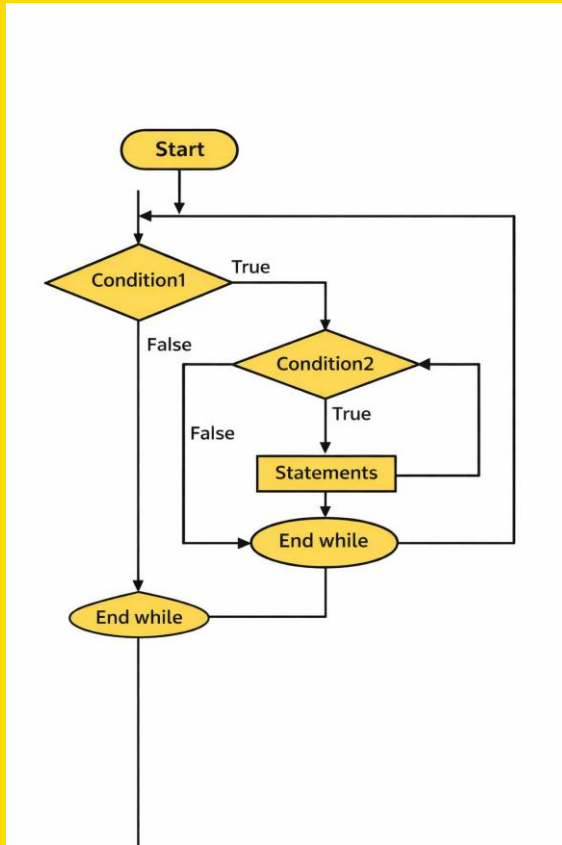 Start
Condition1
True
False
Condition2
True
False
Statements
End while
End while